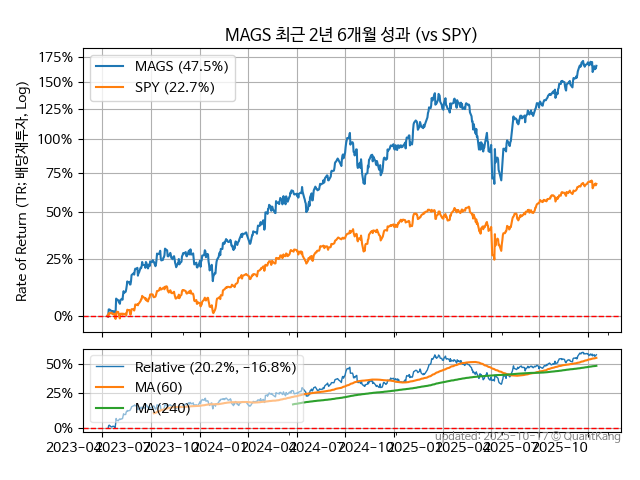 MAGS 최근 2년 6개월 성과 (vs SPY)
175%
150%
125%
100%
75%
50%
25%
0%
Rate of Return (TR; 배당재투자, Log)
MAGS (47.5%)
SPY (22.7%)
50%
25%
0%
Relative (20.2%, −16.8%)
MA(60)
MA(240)
2023-04 2023-07 2023-10 2024-01 2024-04 2024-07 2024-10 2025-01 2025-04 2025-07 2025-10
updated: 2025-10-17/ © QuantKang